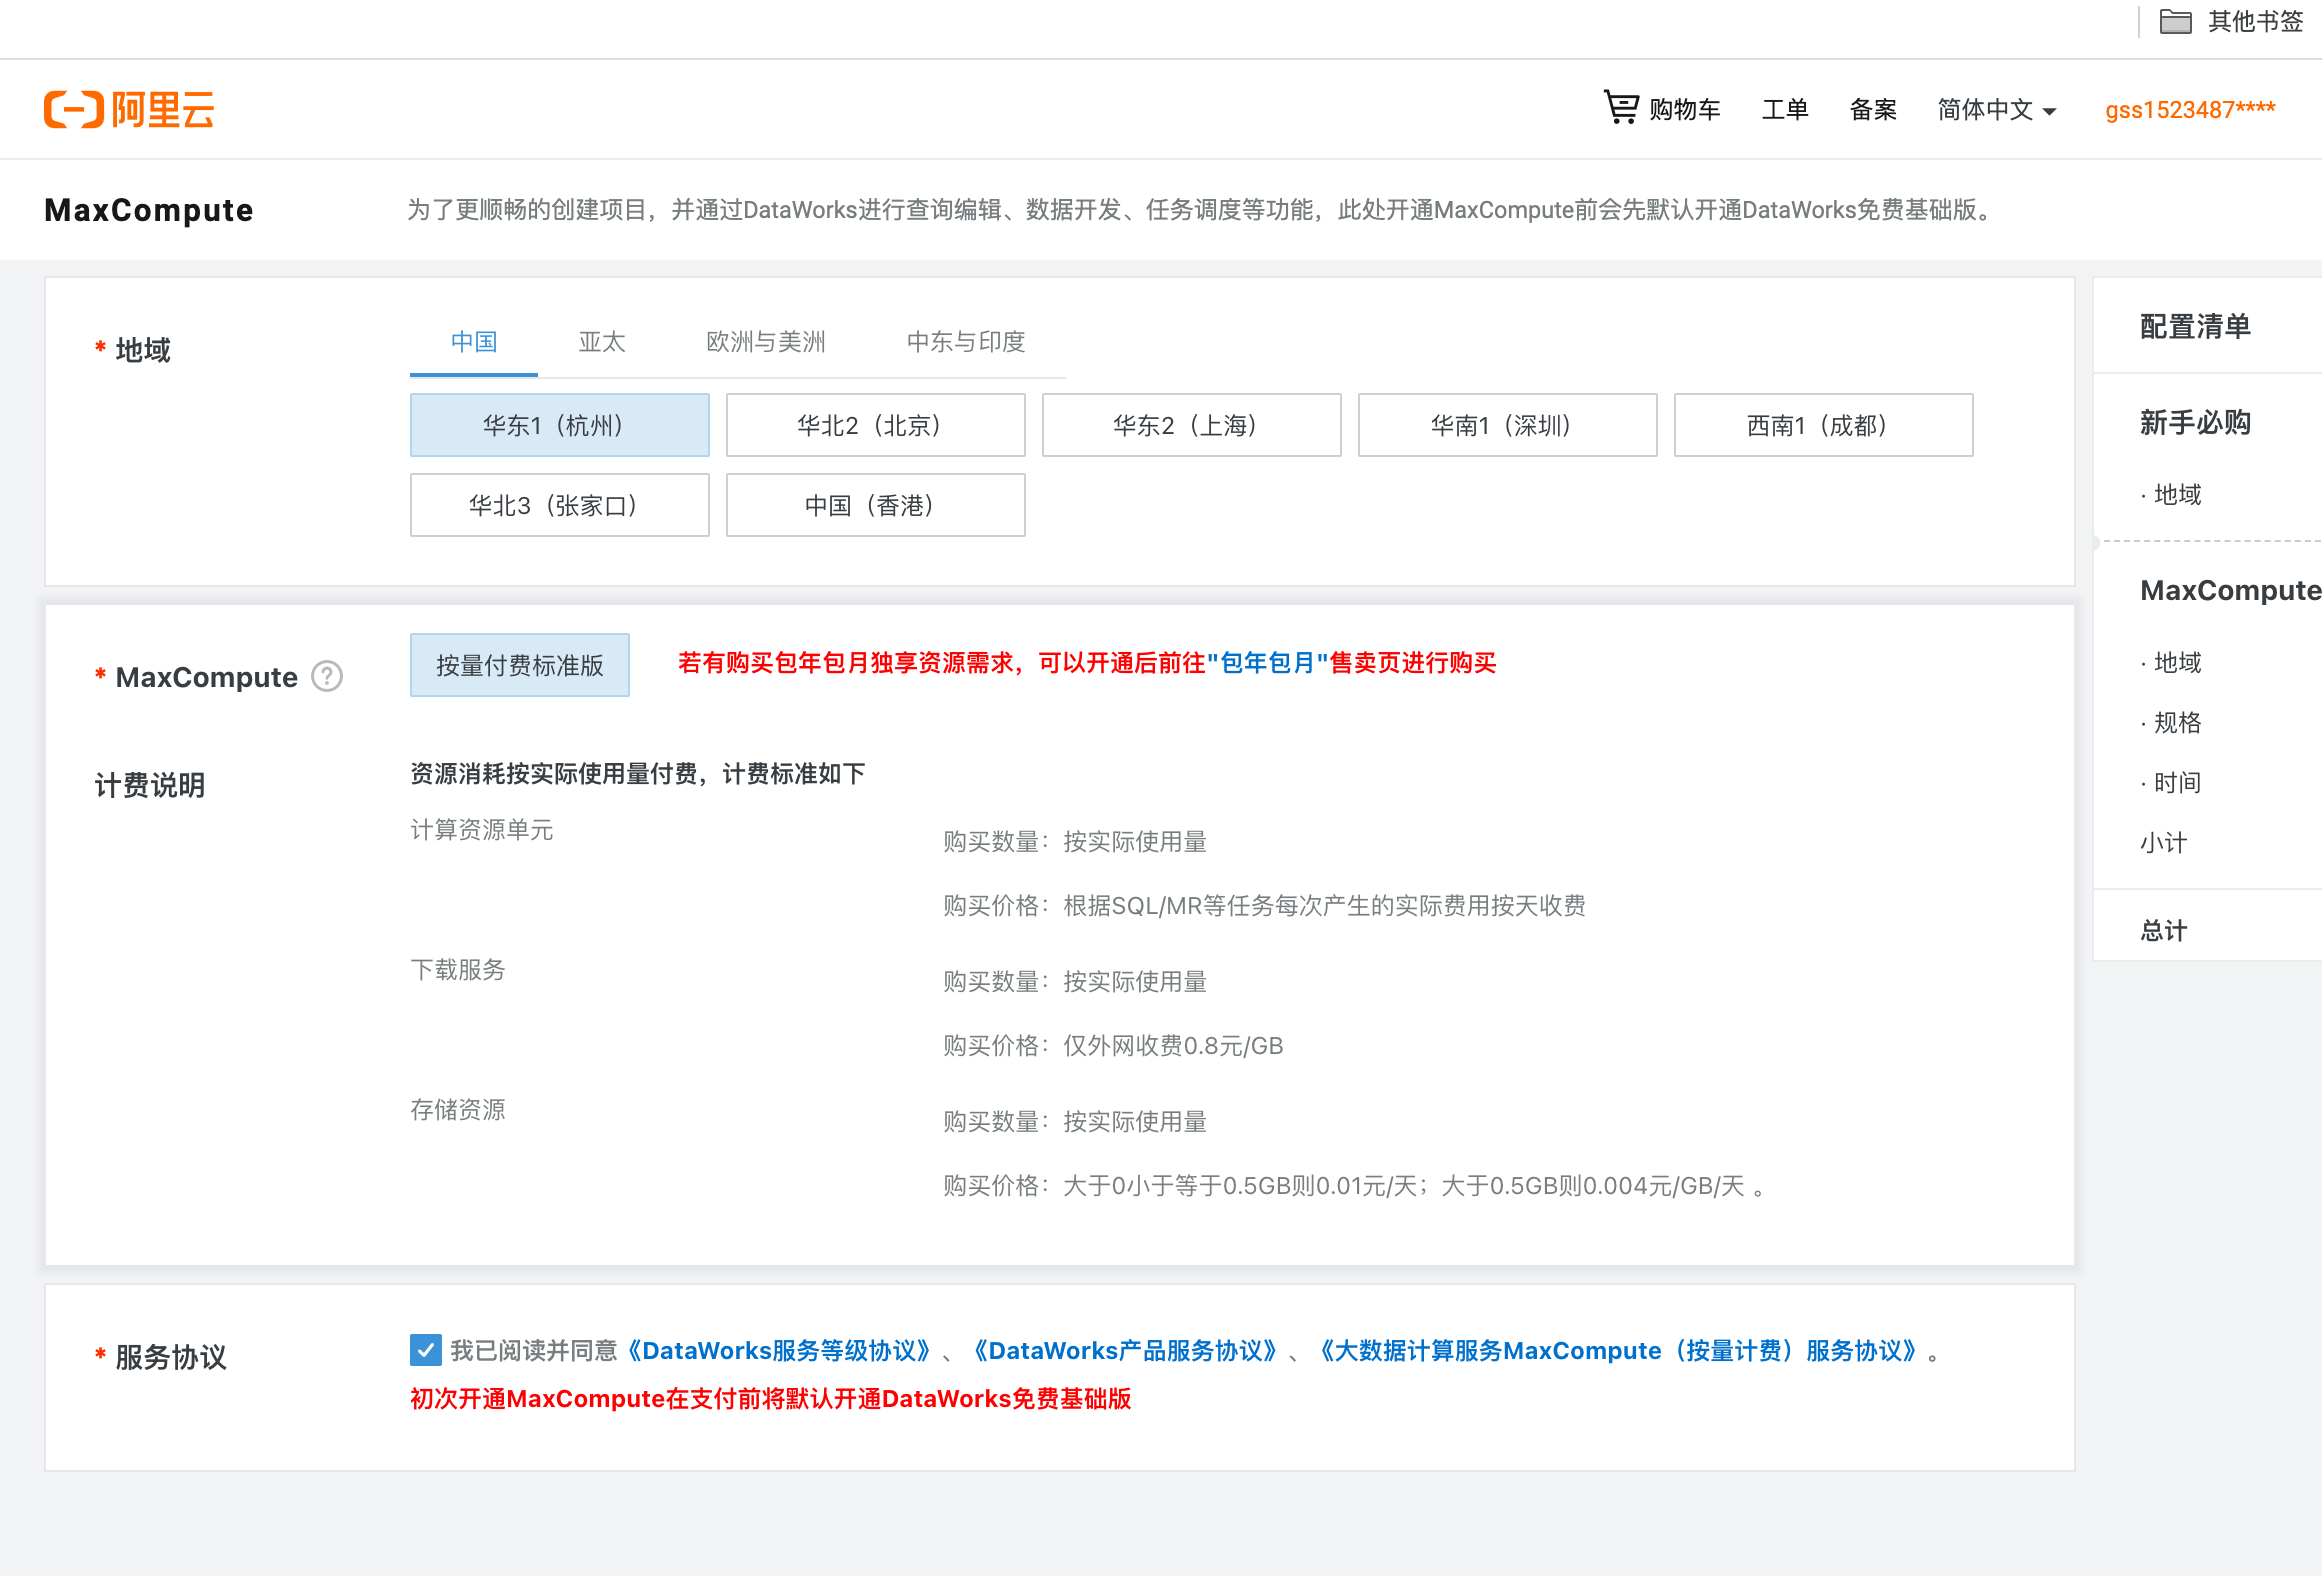 其他书签
阿里云
购物车 工单 备案 简体中文 gss1523487****
MaxCompute 为了更顺畅的创建项目，并通过DataWorks进行查询编辑、数据开发、任务调度等功能，此处开通MaxCompute前会先默认开通DataWorks免费基础版。
* 地域
中国 亚太 欧洲与美洲 中东与印度
华东1（杭州） 华北2（北京） 华东2（上海） 华南1（深圳） 西南1（成都）
华北3（张家口） 中国（香港）
* MaxCompute ?
按量付费标准版 若有购买包年包月独享资源需求，可以开通后前往"包年包月"售卖页进行购买
计费说明
资源消耗按实际使用量付费，计费标准如下
计算资源单元
购买数量：按实际使用量
购买价格：根据SQL/MR等任务每次产生的实际费用按天收费
下载服务
购买数量：按实际使用量
购买价格：仅外网收费0.8元/GB
存储资源
购买数量：按实际使用量
购买价格：大于0小于等于0.5GB则0.01元/天；大于0.5GB则0.004元/GB/天 。
* 服务协议
我已阅读并同意《DataWorks服务等级协议》、《DataWorks产品服务协议》、《大数据计算服务MaxCompute（按量计费）服务协议》。
初次开通MaxCompute在支付前将默认开通DataWorks免费基础版
配置清单
新手必购
· 地域
MaxCompute
· 地域
· 规格
· 时间
小计
总计